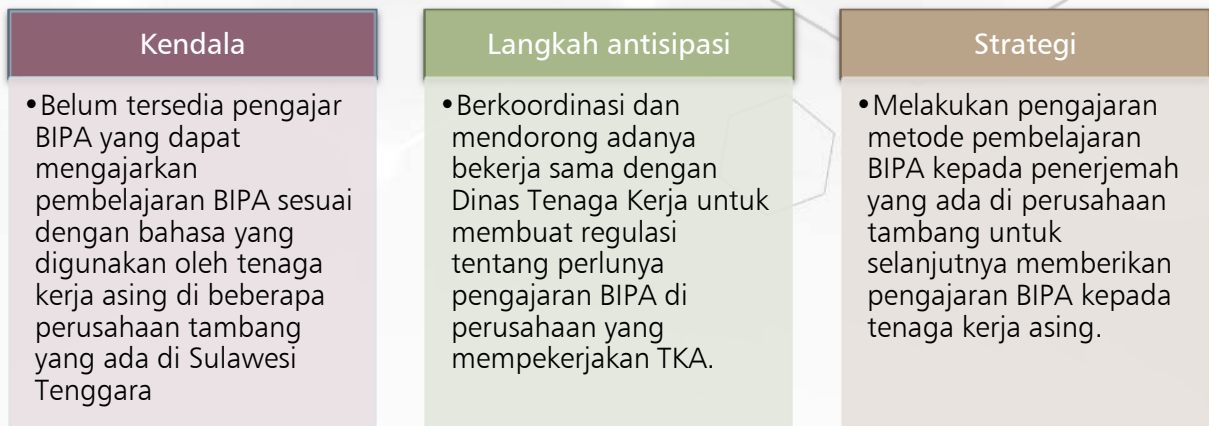 Kendala
•Belum tersedia pengajar
BIPA yang dapat
mengajarkan
pembelajaran BIPA sesuai
dengan bahasa yang
digunakan oleh tenaga
kerja asing di beberapa
perusahaan tambang
yang ada di Sulawesi
Tenggara
Langkah antisipasi
•Berkoordinasi dan
mendorong adanya
bekerja sama dengan
Dinas Tenaga Kerja untuk
membuat regulasi
tentang perlunya
pengajaran BIPA di
perusahaan yang
mempekerjakan TKA.
Strategi
•Melakukan pengajaran
metode pembelajaran
BIPA kepada penerjemah
yang ada di perusahaan
tambang untuk
selanjutnya memberikan
pengajaran BIPA kepada
tenaga kerja asing.